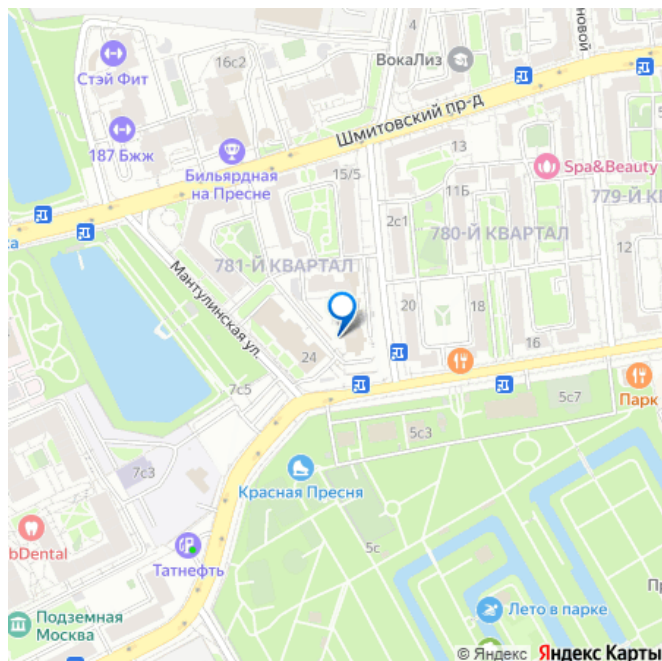 4
новой
ВокаЛиз
16с2
Стэй Фит
Шмитовский пр-д
187 Бжж
13
Бильярдная
на Пресне
Spa&Beauty
15/5
11Б
779-Й К
2с1
780-Й КВАРТАЛ
12
ка
781-Й КВАРТАЛ
Мантулинская ул.
20
18
16
24
7с5
5с7
Парк
5с3
7с3
Красная Пресня
bDental
5с
Татнефть
Пр
Лето в парке
Подземная
Москва
© Яндекс Яндекс Карты